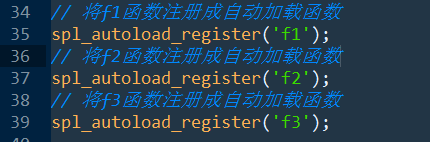 34 // 将f1函数注册成自动加载函数
35 spl_autoload_register('f1');
36 // 将f2函数注册成自动加载函数
37 spl_autoload_register('f2');
38 // 将f3函数注册成自动加载函数
39 spl_autoload_register('f3');